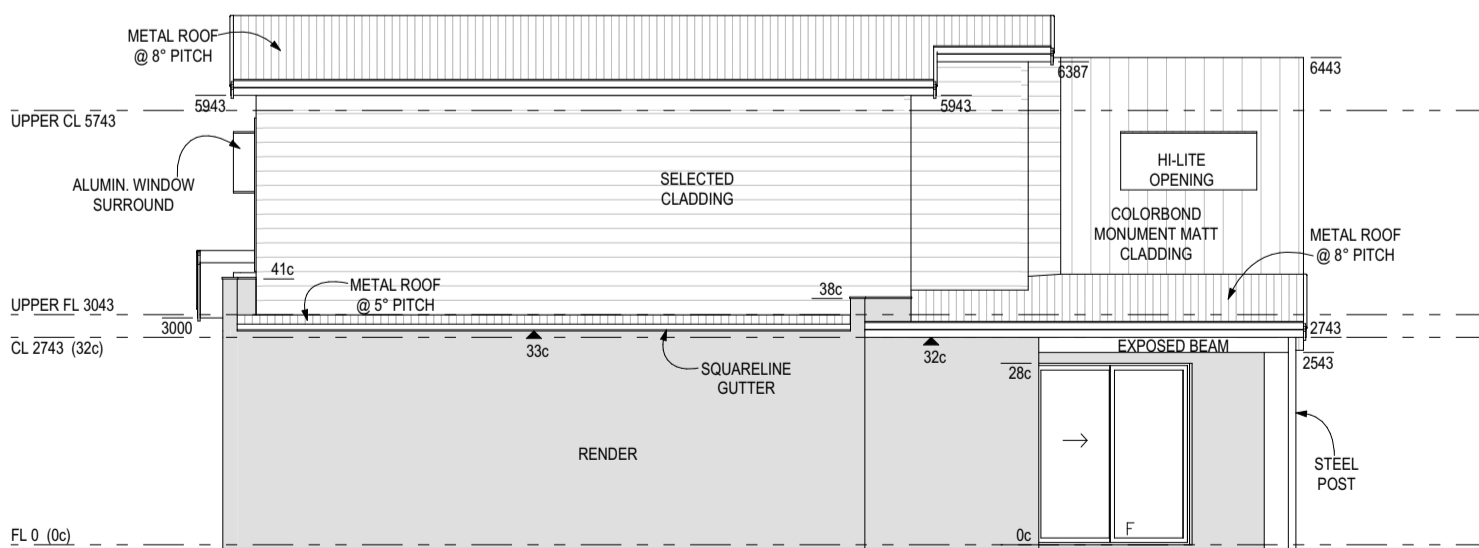 METAL ROOF
@ 8° PITCH
6387
6443
5943
5943
UPPER CL 5743
HI-LITE
OPENING
ALUMIN. WINDOW
SURROUND
SELECTED
CLADDING
COLORBOND
MONUMENT MATT
CLADDING
METAL ROOF
@ 8° PITCH
41c
METAL ROOF
@ 5° PITCH
38c
UPPER FL 3043
3000
2743
CL 2743 (32c)
33c
32c
EXPOSED BEAM
2543
SQUARELINE
GUTTER
28c
RENDER
STEEL
POST
FL 0 (0c)
0c
F